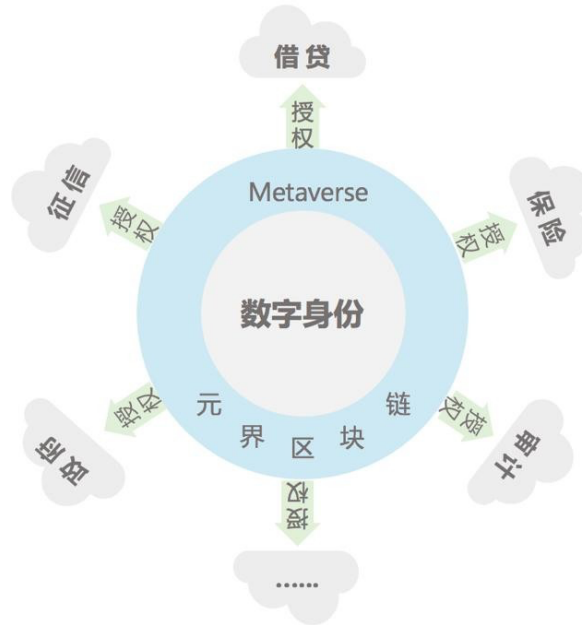 借贷
授权
征信
授权
Metaverse
授权
保险
数字身份
元界区块链
政府
授权
授权
审计
授权
......